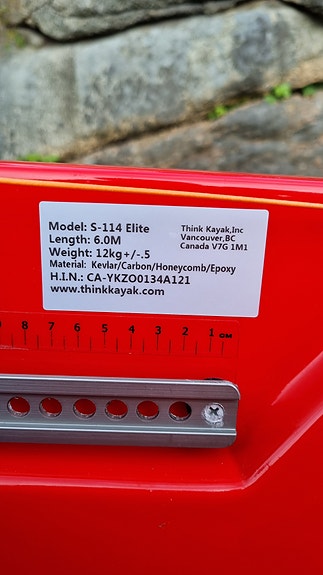 Model: S-114 Elite
Length: 6.0M
Weight: 12kg+/-.5
Material: Kevlar/Carbon/Honeycomb/Epoxy
H.I.N.: CA-YKZO0134A121
www.thinkkayak.com
Think Kayak,Inc
Vancouver,BC
Canada V7G 1M1
8 7 6 5 4 3 2 1 CM